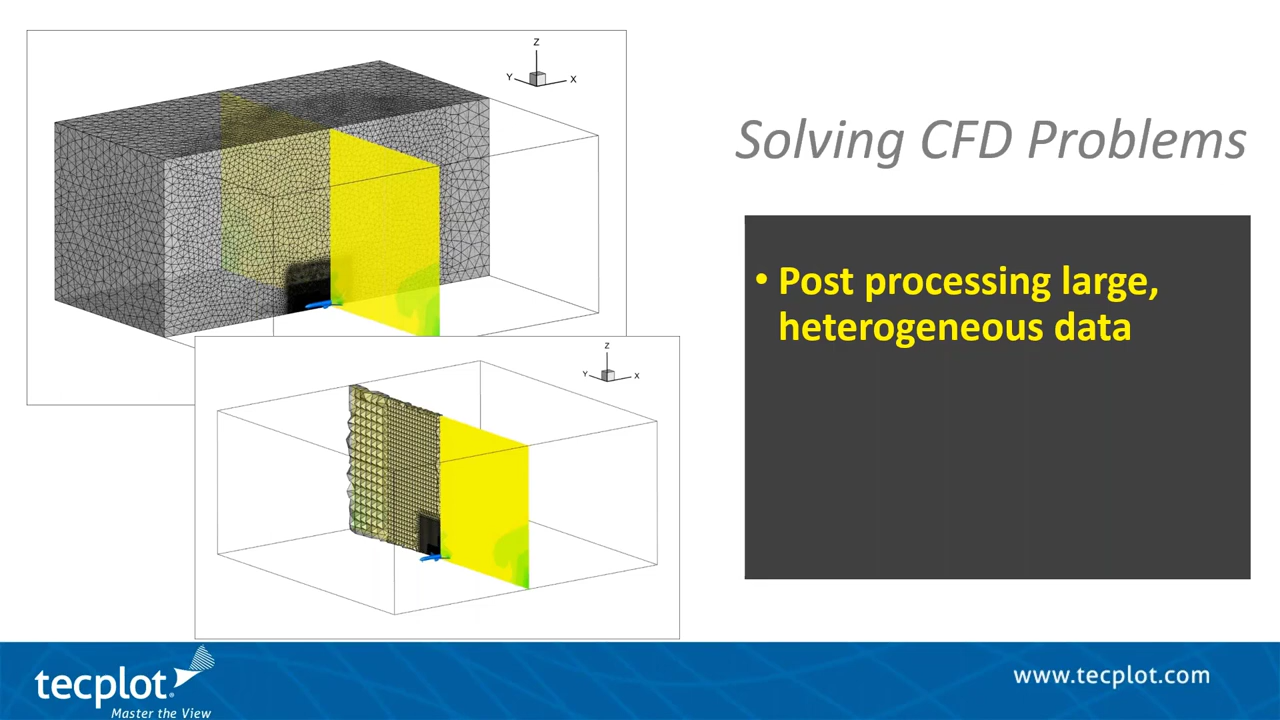 Z
Y
X
Solving CFD Problems
• Post processing large,
heterogeneous data
Z
Y
X
tecplot®
Master the View
www.tecplot.com